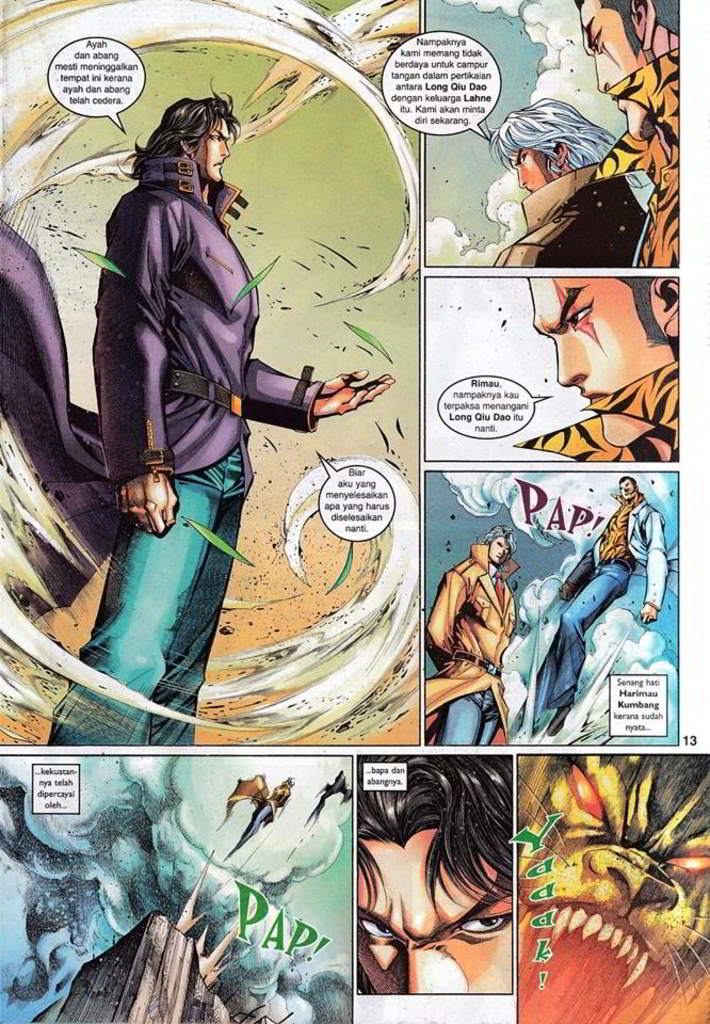 Ayah
dan abang
mesti meninggalkan
tempat ini kerana
ayah dan abang
telah cedera.
Nampaknya
kami memang tidak
berdaya untuk campur
tangan dalam pertikaian
antara Long Qiu Dao
dengan keluarga Lahne
itu. Kami akan minta
diri sekarang.
Rimau,
nampaknya kau
terpaksa menangani
Long Qiu Dao itu
nanti.
Biar
aku yang
menyelesaikan
apa yang harus
diselesaikan
nanti.
PAP!
Senang hati
Harimau
Kumbang
kerana sudah
nyata...
13
...kekuatan-
nya telah
dipercayai
oleh...
PAP!
...bapa dan
abangnya.
Yaaak!